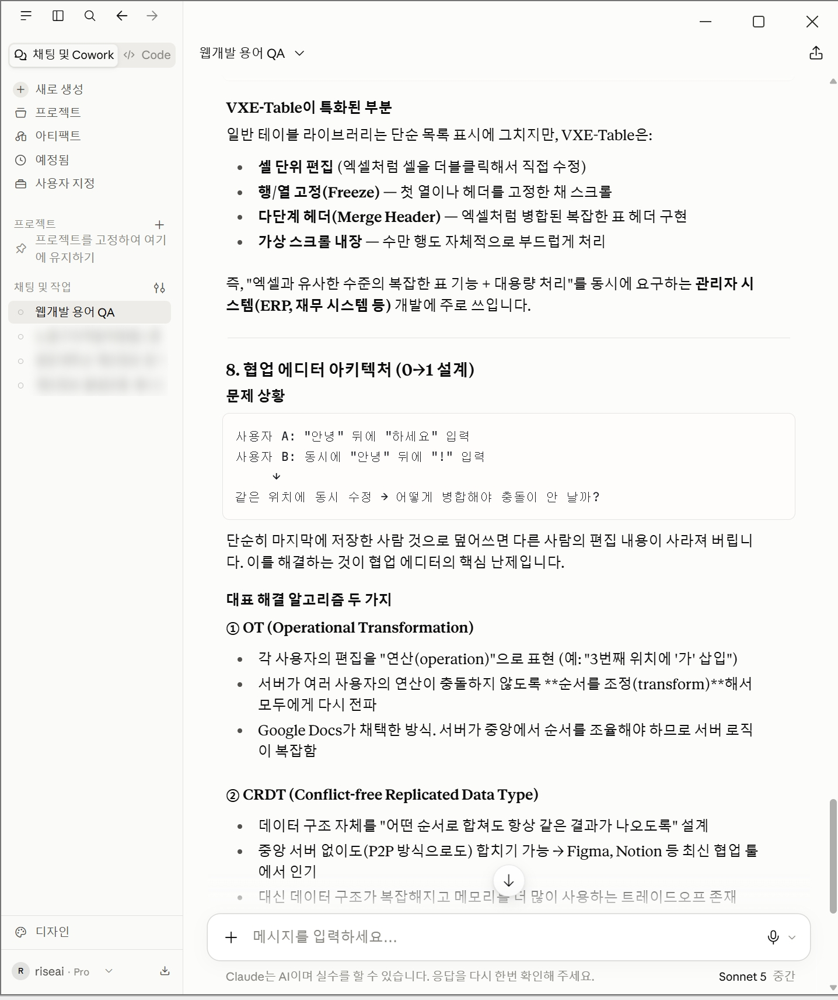 채팅 및 Cowork
Code
새로 생성
프로젝트
아티팩트
예정됨
사용자 지정
프로젝트
프로젝트를 고정하여 여기
에 유지하기
채팅 및 작업
웹개발 용어 QA
디자인
R riseai · Pro
웹개발 용어 QA
VXE-Table이 특화된 부분
일반 테이블 라이브러리는 단순 목록 표시에 그치지만, VXE-Table은:
• 셀 단위 편집 (엑셀처럼 셀을 더블클릭해서 직접 수정)
• 행/열 고정(Freeze) — 첫 열이나 헤더를 고정한 채 스크롤
• 다단계 헤더(Merge Header) — 엑셀처럼 병합된 복잡한 표 헤더 구현
• 가상 스크롤 내장 — 수만 행도 자체적으로 부드럽게 처리
즉, "엑셀과 유사한 수준의 복잡한 표 기능 + 대용량 처리"를 동시에 요구하는 관리자 시
스템(ERP, 재무 시스템 등) 개발에 주로 쓰입니다.
8. 협업 에디터 아키텍처 (0→1 설계)
문제 상황
사용자 A: "안녕" 뒤에 "하세요" 입력
사용자 B: 동시에 "안녕" 뒤에 "!" 입력
↓
같은 위치에 동시 수정 → 어떻게 병합해야 충돌이 안 날까?
단순히 마지막에 저장한 사람 것으로 덮어쓰면 다른 사람의 편집 내용이 사라져 버립니
다. 이를 해결하는 것이 협업 에디터의 핵심 난제입니다.
대표 해결 알고리즘 두 가지
① OT (Operational Transformation)
• 각 사용자의 편집을 "연산(operation)"으로 표현 (예: "3번째 위치에 '가' 삽입")
• 서버가 여러 사용자의 연산이 충돌하지 않도록 **순서를 조정(transform)**해서
모두에게 다시 전파
• Google Docs가 채택한 방식. 서버가 중앙에서 순서를 조율해야 하므로 서버 로직
이 복잡함
② CRDT (Conflict-free Replicated Data Type)
• 데이터 구조 자체를 "어떤 순서로 합쳐도 항상 같은 결과가 나오도록" 설계
• 중앙 서버 없이도(P2P 방식으로도) 합치기 가능 → Figma, Notion 등 최신 협업 툴
에서 인기
• 대신 데이터 구조가 복잡해지고 메모리를 더 많이 사용하는 트레이드오프 존재
메시지를 입력하세요...
Claude는 AI이며 실수를 할 수 있습니다. 응답을 다시 한번 확인해 주세요.
Sonnet 5 중간